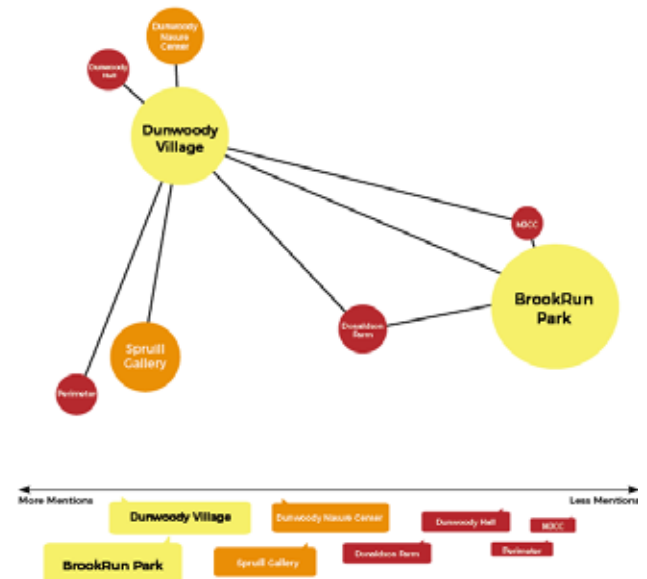 Dunwoody
Nature
Center
Dunwoody
Hall
Dunwoody
Village
MJCC
BrookRun
Park
Donaldson
Farm
Spruill
Gallery
Perimeter
More Mentions
Less Mentions
Dunwoody Village
Dunwoody Nature Center
Dunwoody Hall
MJCC
BrookRun Park
Spruill Gallery
Donaldson Farm
Perimeter